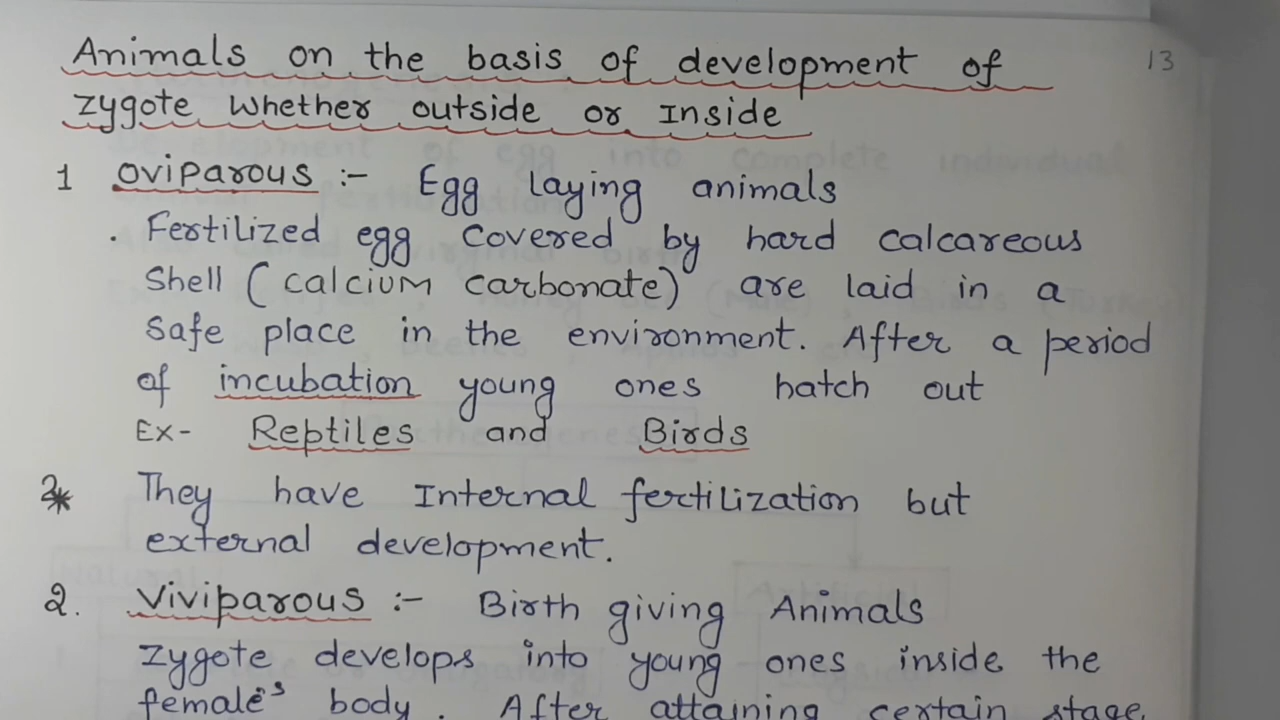 Animals on the basis of development of 13
zygote whether outside or Inside
1 oviparous :- Egg laying animals
. Fertilized egg covered by hard calcareous
Shell (calcium carbonate) are laid in a
safe place in the environment. After a period
of incubation young ones hatch out
Ex- Reptiles and Birds
* They have Internal fertilization but
external development.
2. Viviparous :- Birth giving Animals
Zygote develops into young ones inside the
female's body. After attaining certain stage